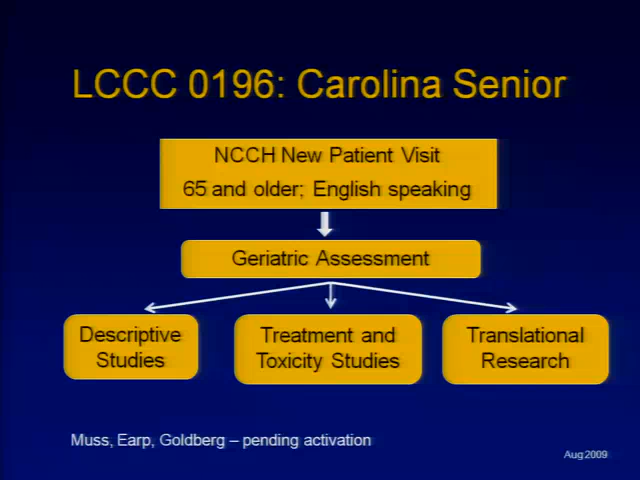 LCCC 0196: Carolina Senior
NCCH New Patient Visit
65 and older; English speaking
Geriatric Assessment
Descriptive
Studies
Treatment and
Toxicity Studies
Translational
Research
Muss, Earp, Goldberg – pending activation
Aug 2009